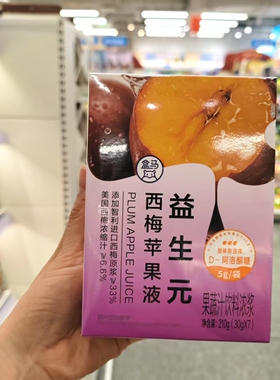 盒马
益生元
西梅苹果液
PLUM APPLE JUICE
添加智利进口西梅原浆≥33%
美国西梅浓缩汁≥6.6%
D-阿洛酮糖
5g/袋
果蔬汁饮料浓浆
净含量: 210g (30g×7)